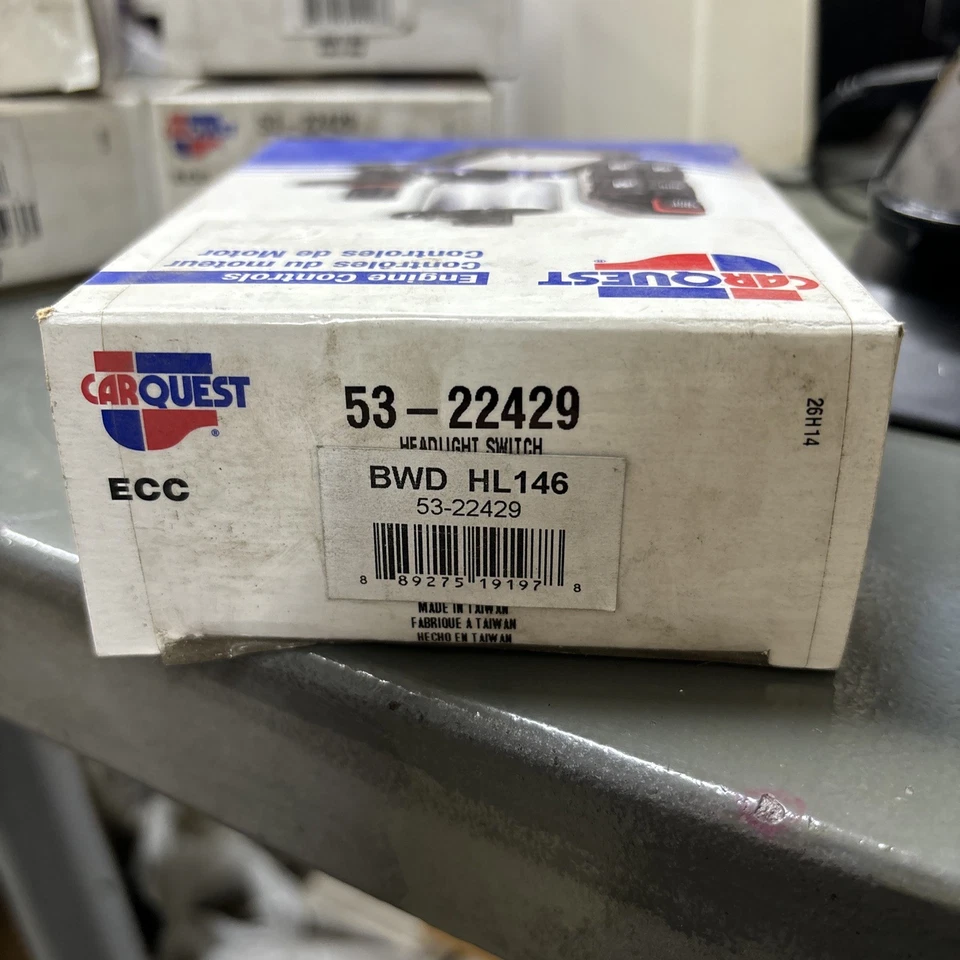 Engine Controls
Contrôles du moteur
Controles de Motor
CARQUEST®
CARQUEST®
ECC
53-22429
HEADLIGHT SWITCH
BWD HL146
53-22429
8 89275 19197 8
MADE IN TAIWAN
FABRIQUE A TAIWAN
HECHO EN TAIWAN
26H14